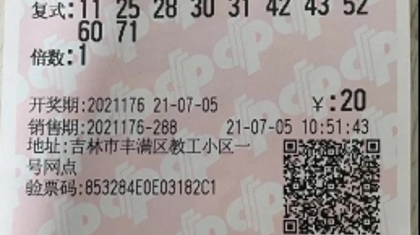 复式:11 25 28 30 31 42 43 52
60 71
倍数:1
开奖期:2021176 21-07-05 ￥:20
销售期:2021176-288 21-07-05 10:51:43
地址:吉林市丰满区教工小区一
号网点
验票码:853284E0E03182C1